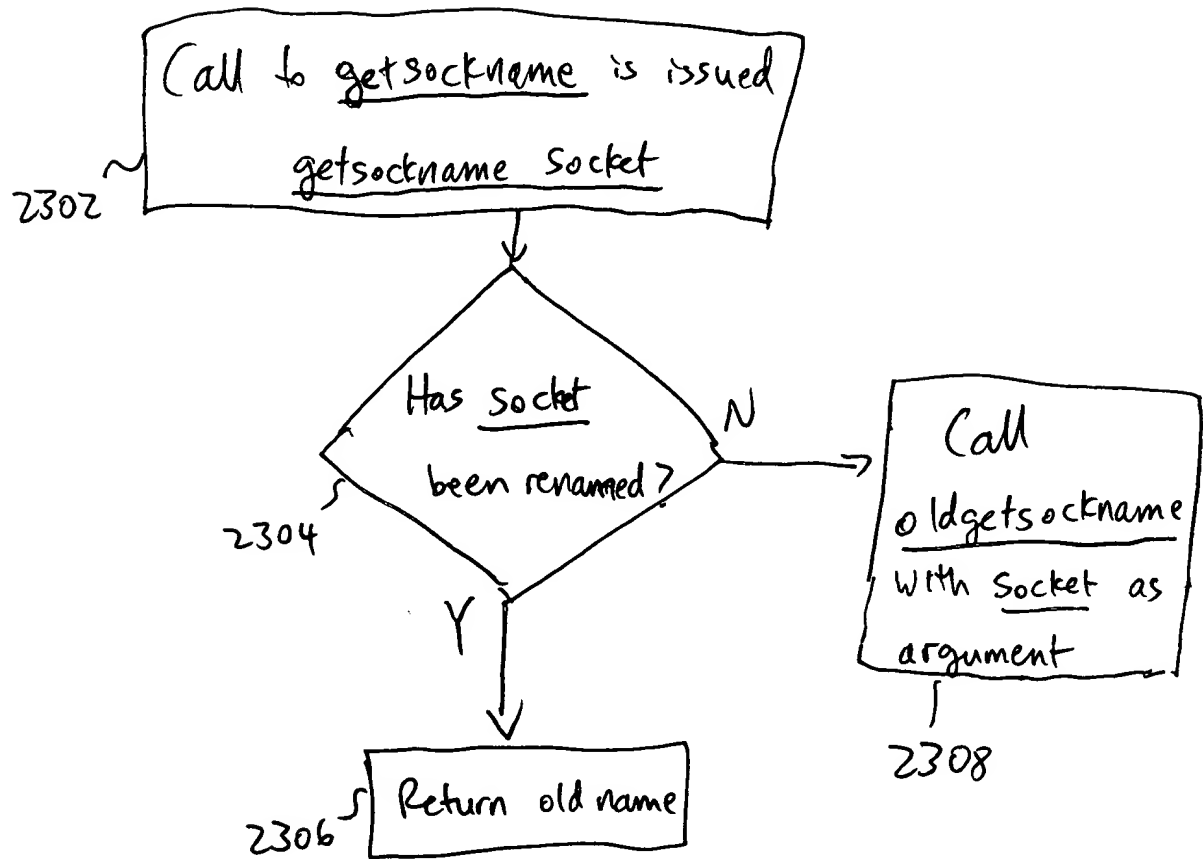 Call to getsockname is issued
getsockname socket
2302
Has socket
been renamed?
2304
N
Y
Call
oldgetsockname
with socket as
argument
2308
Return old name
2306